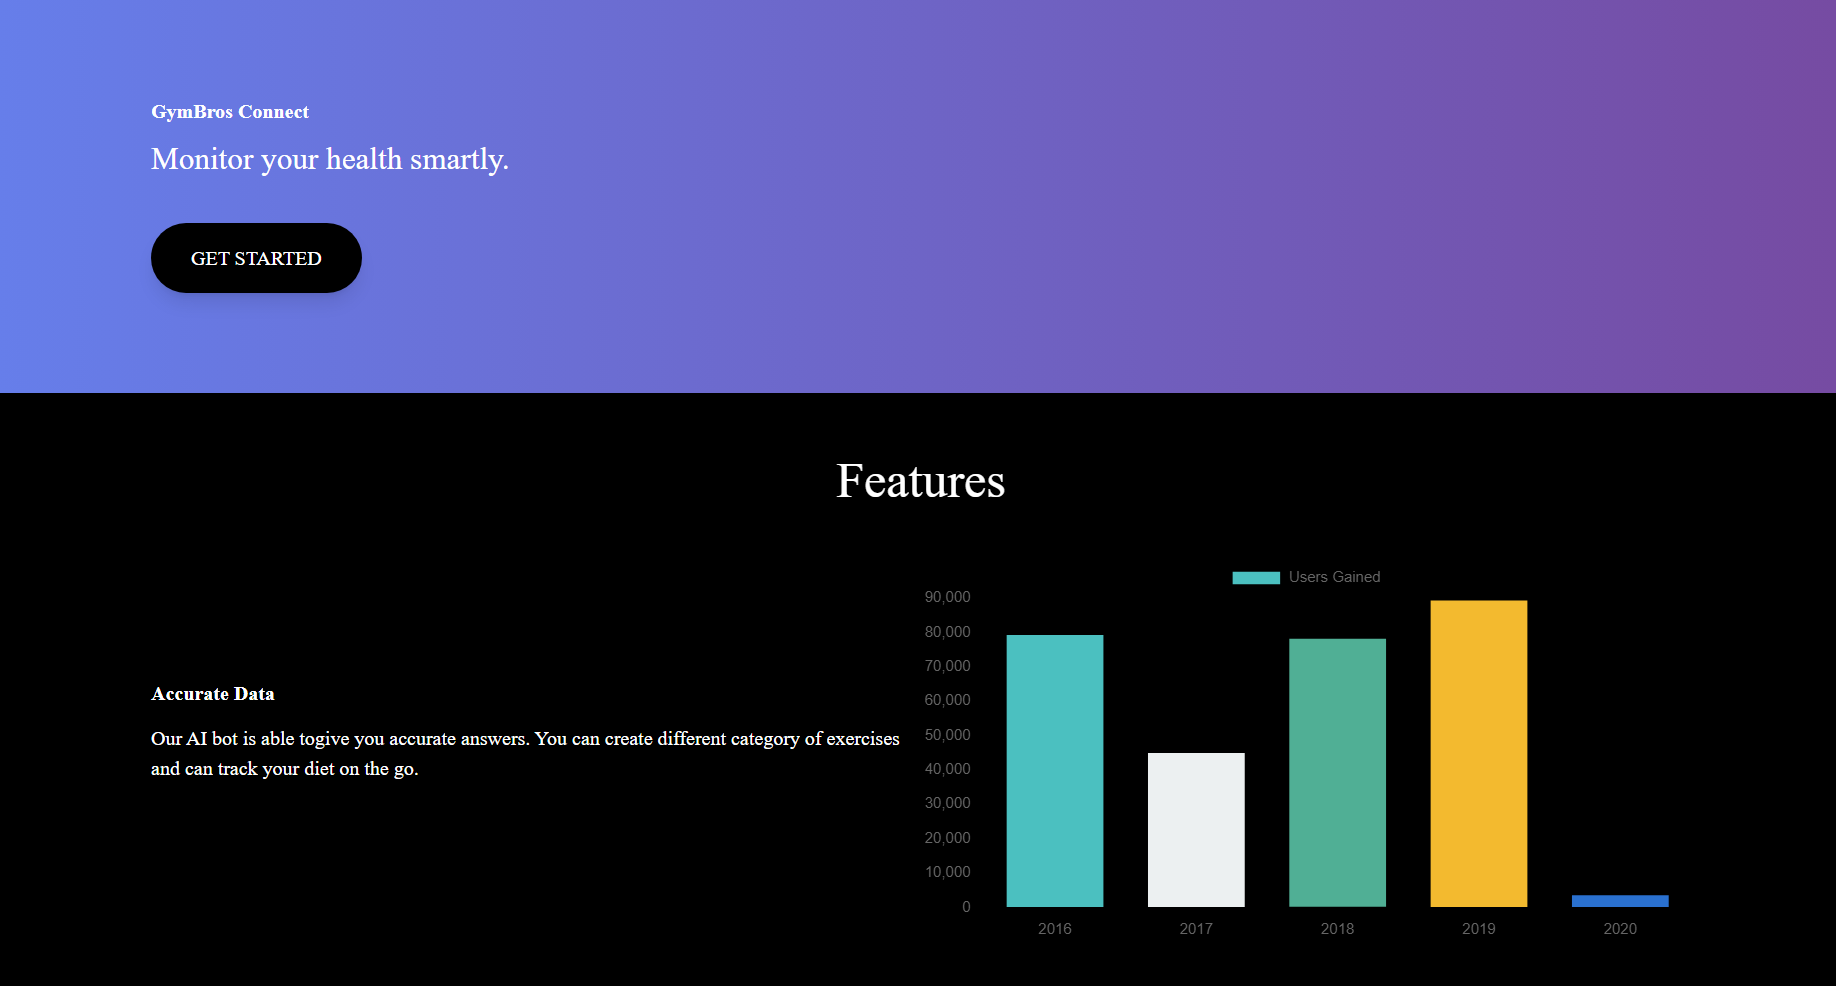 GymBros Connect
Monitor your health smartly.
GET STARTED
Features
Accurate Data
Our AI bot is able togive you accurate answers. You can create different category of exercises
and can track your diet on the go.
Users Gained
90,000
80,000
70,000
60,000
50,000
40,000
30,000
20,000
10,000
0
2016
2017
2018
2019
2020